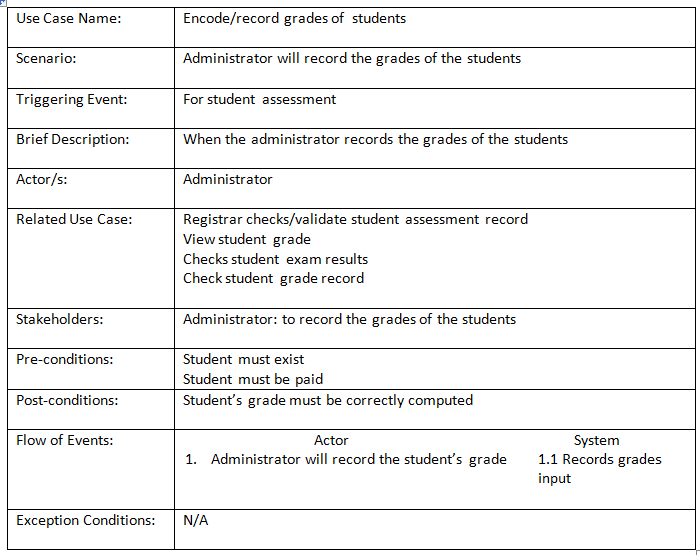 Use Case Name: Encode/record grades of students
Scenario: Administrator will record the grades of the students
Triggering Event: For student assessment
Brief Description: When the administrator records the grades of the students
Actor/s: Administrator
Related Use Case: Registrar checks/validate student assessment record
View student grade
Checks student exam results
Check student grade record
Stakeholders: Administrator: to record the grades of the students
Pre-conditions: Student must exist
Student must be paid
Post-conditions: Student’s grade must be correctly computed
Flow of Events: Actor System
1. Administrator will record the student’s grade 1.1 Records grades
input
Exception Conditions: N/A